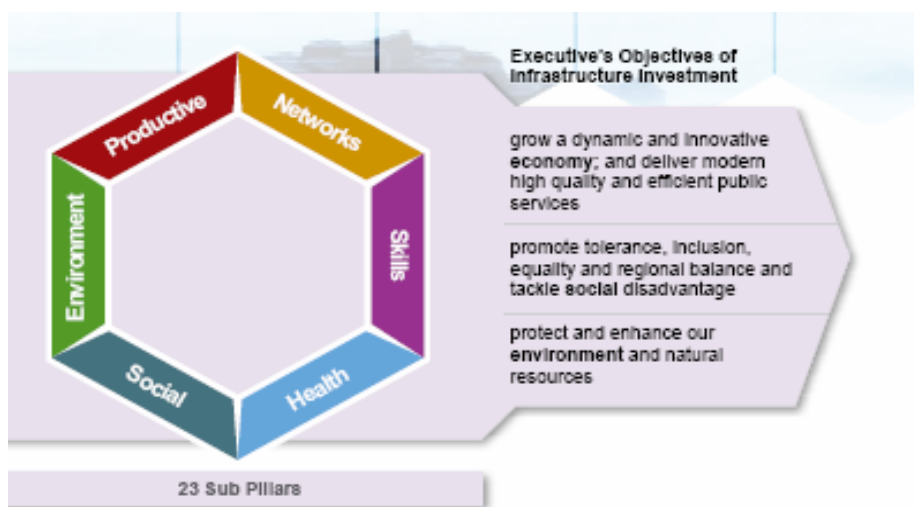 Executive's Objectives of
Infrastructure Investment
Productive
Networks
Environment
Skills
Social
Health
grow a dynamic and innovative
economy; and deliver modern
high quality and efficient public
services
promote tolerance, inclusion,
equality and regional balance and
tackle social disadvantage
protect and enhance our
environment and natural
resources
23 Sub Pillars